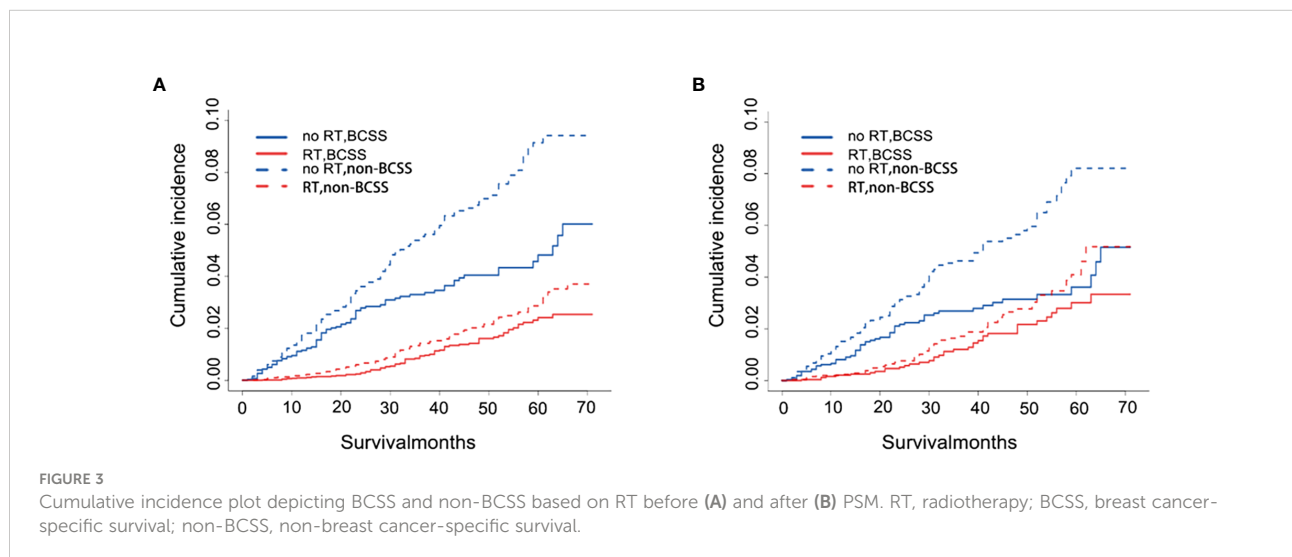 A
B
Cumulative incidence
0.00 0.02 0.04 0.06 0.08 0.10
no RT,BCSS
RT,BCSS
no RT,non-BCSS
RT,non-BCSS
0 10 20 30 40 50 60 70
Survivalmonths
Cumulative incidence
0.00 0.02 0.04 0.06 0.08 0.10
no RT,BCSS
RT,BCSS
no RT,non-BCSS
RT,non-BCSS
0 10 20 30 40 50 60 70
Survivalmonths
FIGURE 3
Cumulative incidence plot depicting BCSS and non-BCSS based on RT before (A) and after (B) PSM. RT, radiotherapy; BCSS, breast cancer-
specific survival; non-BCSS, non-breast cancer-specific survival.